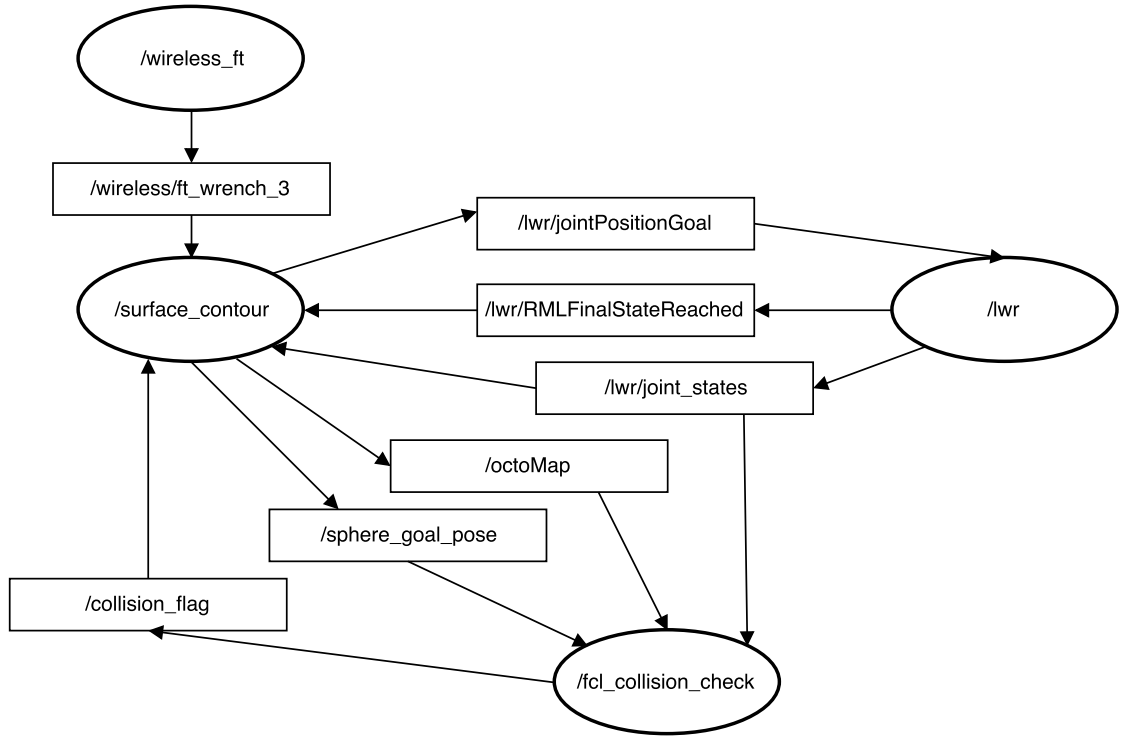 /wireless_ft
/wireless/ft_wrench_3
/lwr/jointPositionGoal
/surface_contour
/lwr/RMLFinalStateReached
/lwr
/lwr/joint_states
/octoMap
/sphere_goal_pose
/collision_flag
/fcl_collision_check